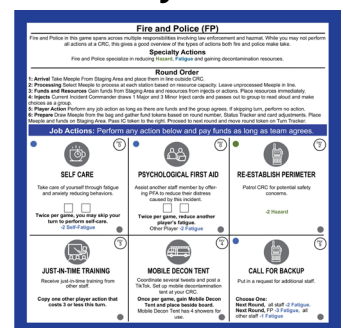 Fire and Police (FP)
Fire and Police in this game spans across multiple responsibilities involving law enforcement and hazmat. While you may not perform
all actions at a CRC, this gives a good overview of the types of actions both fire and police make.
Specialty Actions
Fire and Police specialize in reducing Hazard, Fatigue and gaining decontamination resources.
Round Order
1: Arrival Take Meeple From Staging Area and place them in line outside CRC.
2: Processing Select Meeple to process at each station based on resource capacity. Leave unprocessed Meeple in line.
3: Funds and Resources Gain funds from Staging Area and resources from injects or actions. Place resources immediately.
4: Injects Current Incident Commander draws 1 Major and 3 Minor Inject cards and passes out to group to read aloud and make
choices as a group.
5: Player Action Perform any job action as long as there are funds and the group agrees. If skipping turn, perform no action.
6: Prepare Draw Meeple from the bag and gather fund tokens based on round number, Status Tracker and card adjustments. Place
Meeple and funds on Staging Area. Pass IC token to the right. Proceed to next round and move round token on Turn Tracker.
Job Actions: Perform any action below and pay funds as long as team agrees.
SELF CARE
Take care of yourself through fatigue
and anxiety reducing behaviors.
Twice per game, you may skip your
turn to perform self-care.
-2 Self-Fatigue
PSYCHOLOGICAL FIRST AID
Assist another staff member by offer-
ing PFA to reduce their distress
caused by this incident.
Twice per game, reduce another
player's fatigue.
Other Player -2 Fatigue
RE-ESTABLISH PERIMETER
Patrol CRC for potential safety
concerns.
-2 Hazard
JUST-IN-TIME TRAINING
Receive just-in-time training from
other staff.
Copy one other player action that
costs 3 or less this turn.
MOBILE DECON TENT
Coordinate several tweets and post a
TikTok. Set up mobile decontamination
tent at your CRC.
Once per game, gain Mobile Decon
Tent and place beside board.
Mobile Decon Tent has 4 showers for
use.
CALL FOR BACKUP
Put in a request for additional staff.
Choose One:
Next Round, all staff -2 Fatigue.
Next Round, FP -3 Fatigue, all
other staff -1 Fatigue